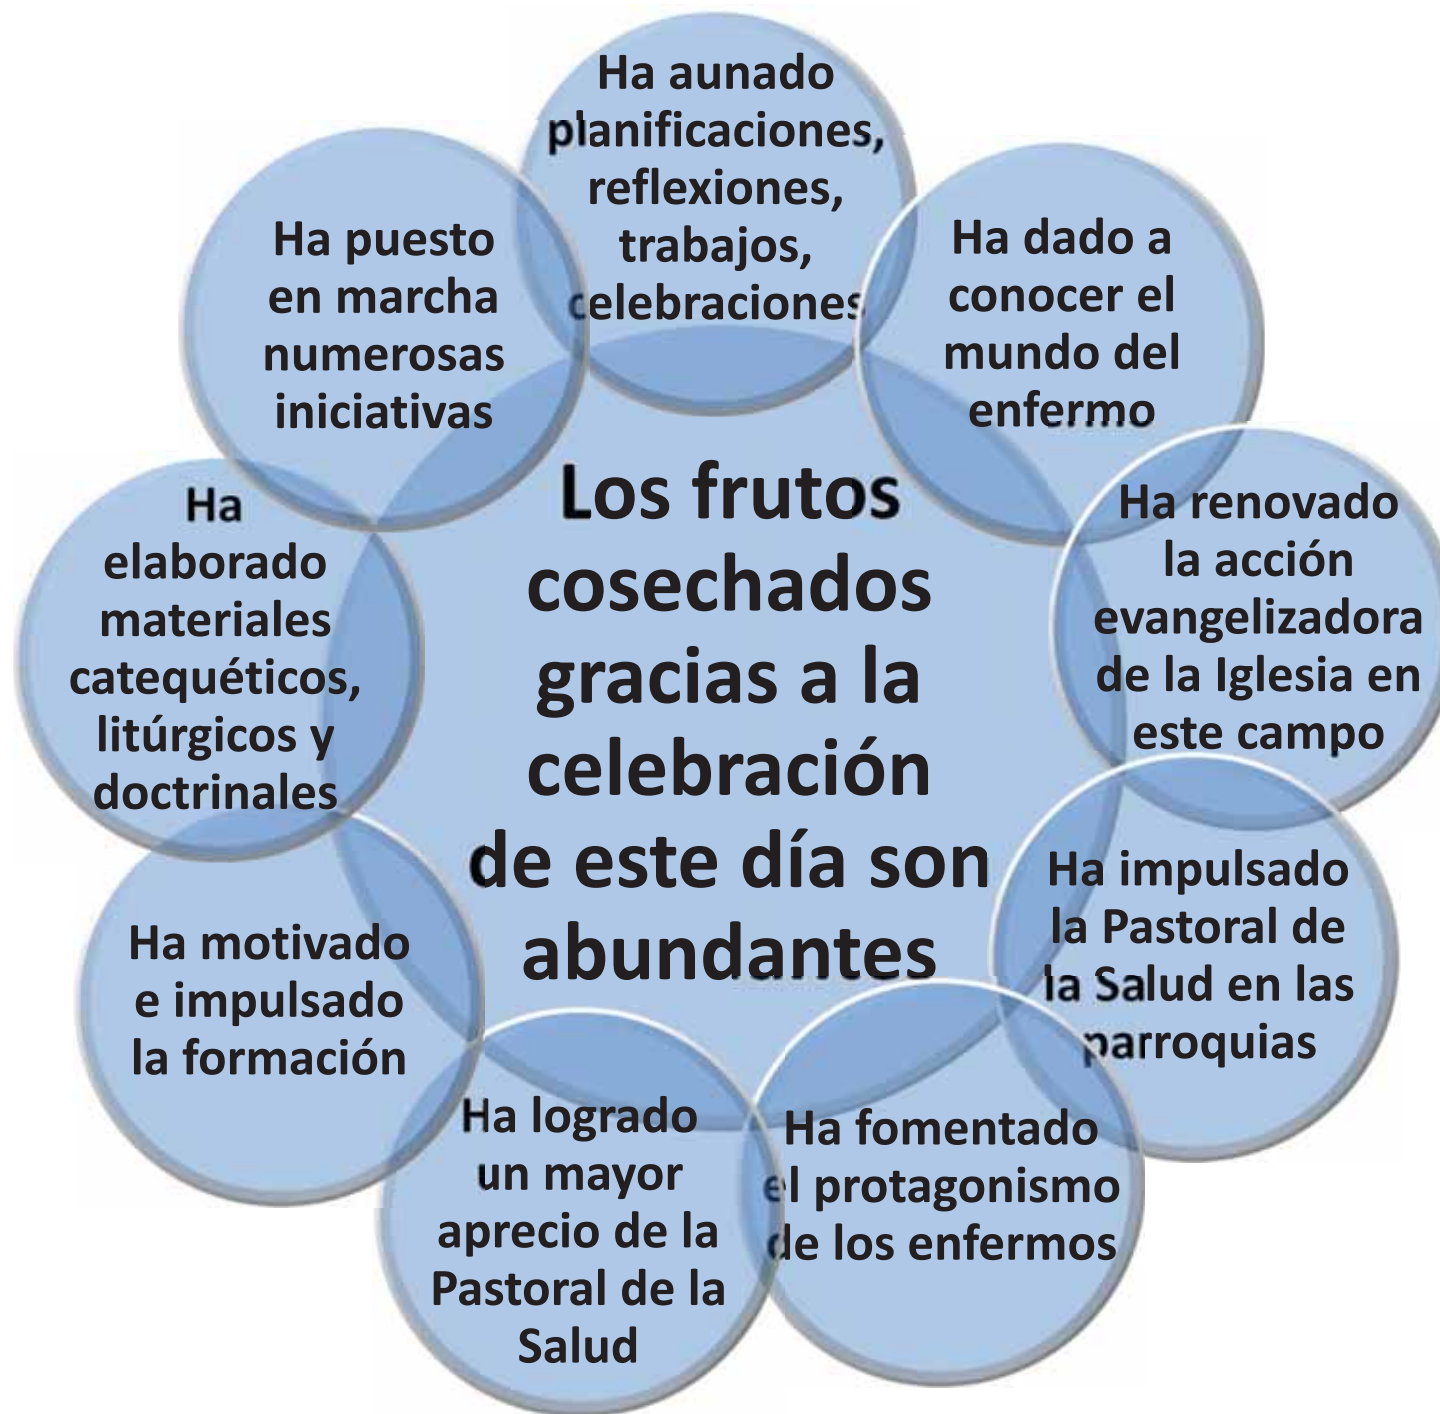 Ha aunado
planificaciones,
reflexiones,
trabajos,
celebraciones
Ha dado a
conocer el
mundo del
enfermo
Ha renovado
la acción
evangelizadora
de la Iglesia en
este campo
Ha impulsado
la Pastoral de
la Salud en las
parroquias
Ha fomentado
el protagonismo
de los enfermos
Ha logrado
un mayor
aprecio de la
Pastoral de la
Salud
Ha motivado
e impulsado
la formación
Ha
elaborado
materiales
catequéticos,
litúrgicos y
doctrinales
Ha puesto
en marcha
numerosas
iniciativas
Los frutos
cosechados
gracias a la
celebración
de este día son
abundantes